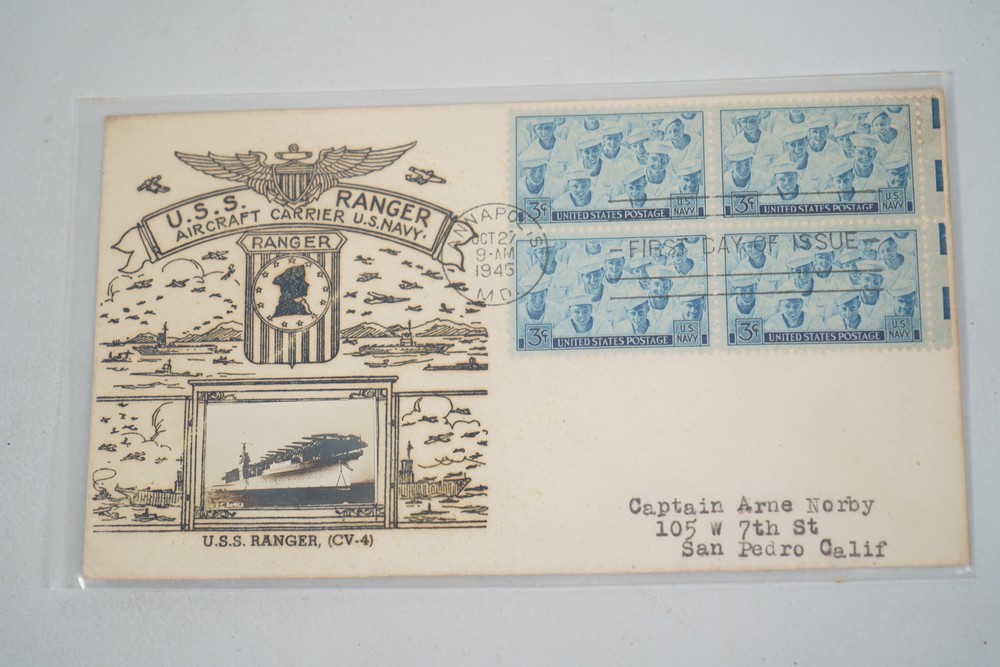 U.S.S. RANGER
AIRCRAFT CARRIER U.S. NAVY.
RANGER
U.S.S. RANGER, (CV-4)
ANNAPOLIS
OCT 27
9-AM
1945
MD.
FIRST DAY OF ISSUE
3¢ UNITED STATES POSTAGE U.S. NAVY
3¢ UNITED STATES POSTAGE U.S. NAVY
3¢ UNITED STATES POSTAGE U.S. NAVY
3¢ UNITED STATES POSTAGE U.S. NAVY
Captain Arne Norby
105 W 7th St
San Pedro Calif